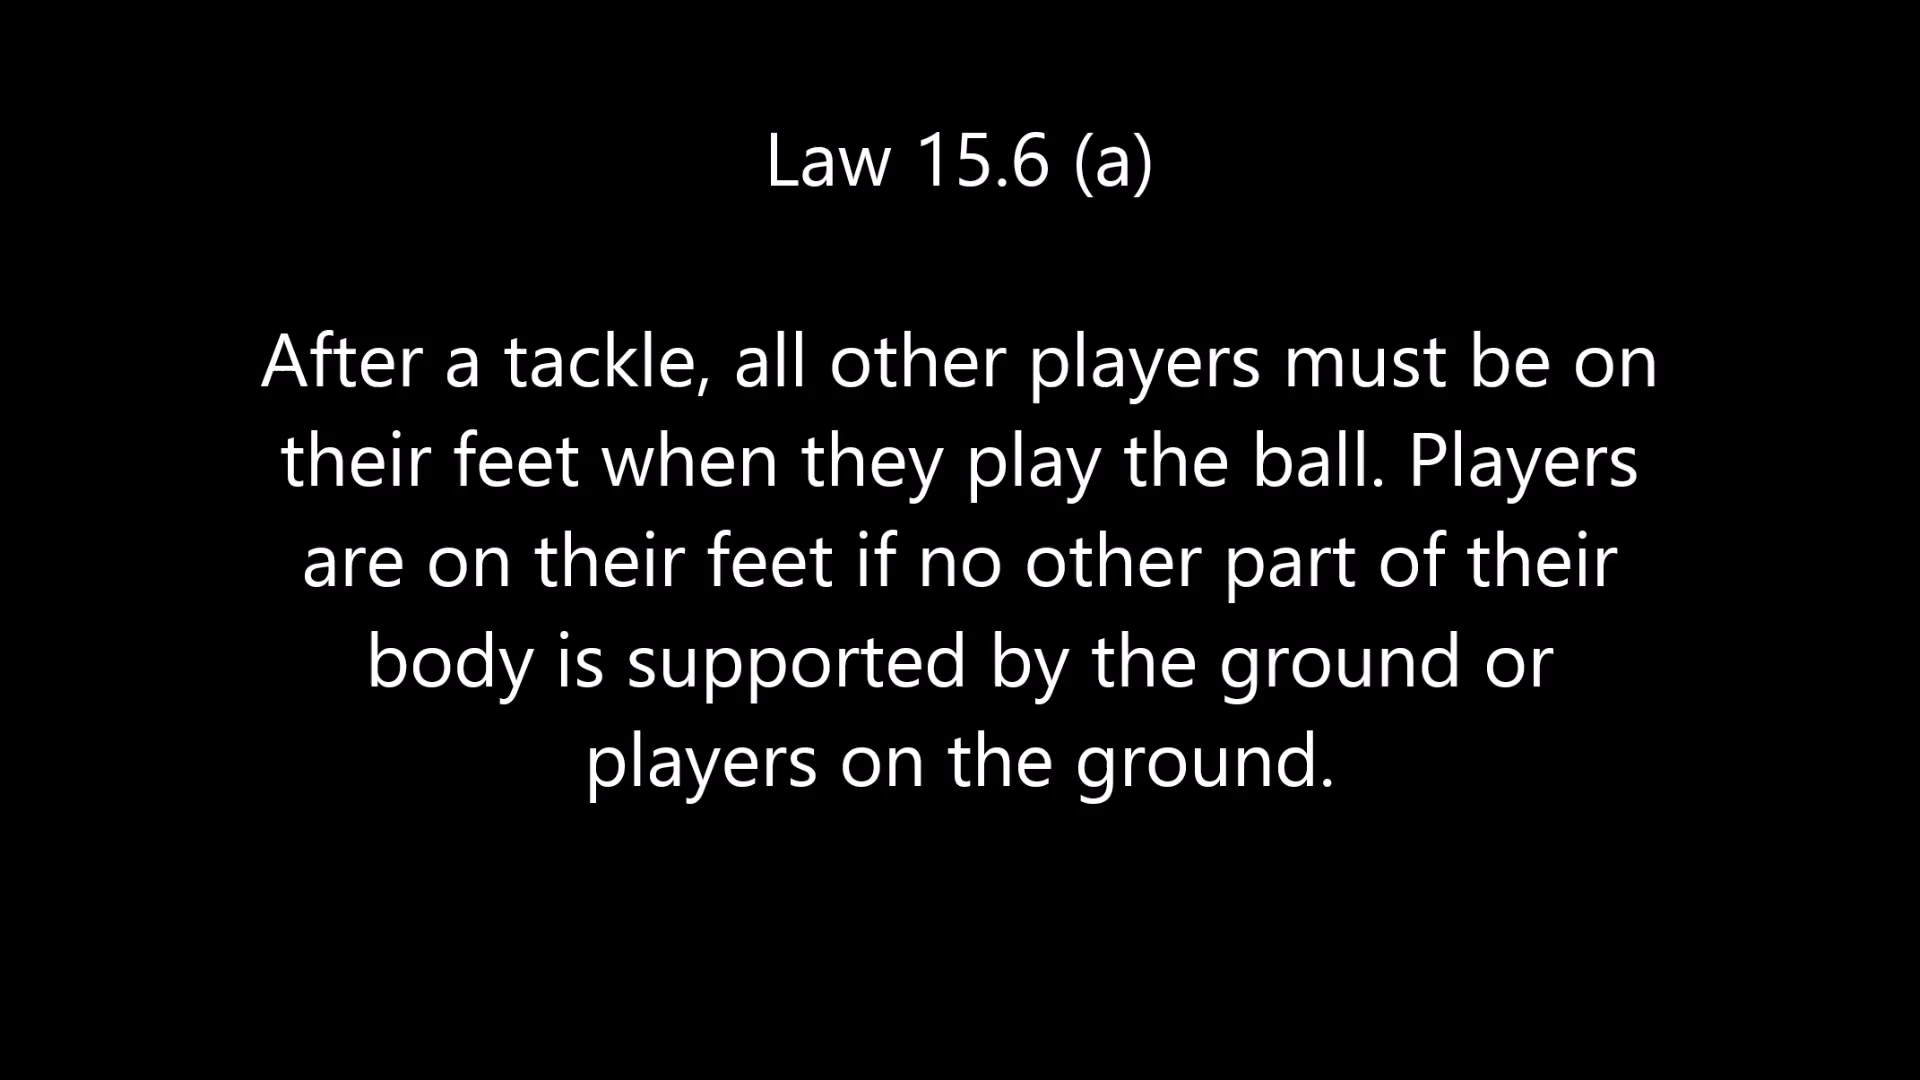 Law 15.6 (a)
After a tackle, all other players must be on
their feet when they play the ball. Players
are on their feet if no other part of their
body is supported by the ground or
players on the ground.